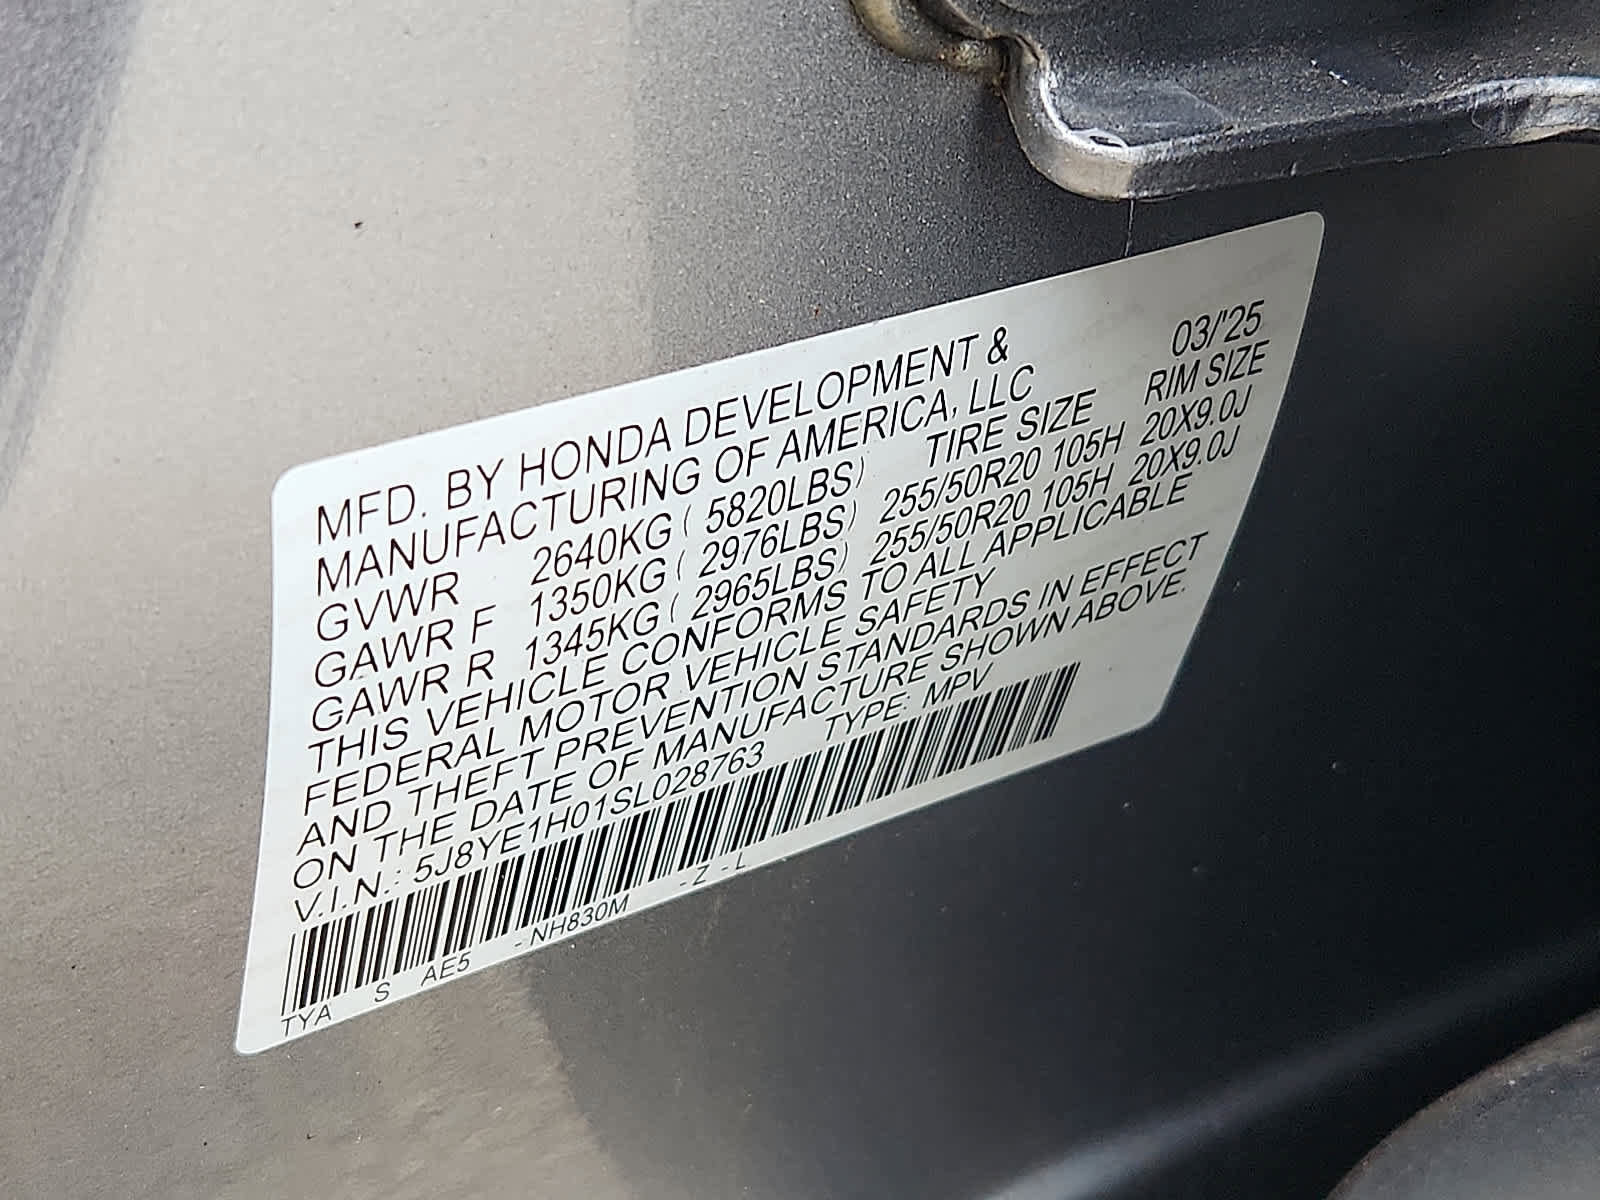 MFD. BY HONDA DEVELOPMENT &
MANUFACTURING OF AMERICA, LLC 03/'25
GVWR 2640KG ( 5820LBS) TIRE SIZE RIM SIZE
GAWR F 1350KG ( 2976LBS) 255/50R20 105H 20X9.0J
GAWR R 1345KG ( 2965LBS) 255/50R20 105H 20X9.0J
THIS VEHICLE CONFORMS TO ALL APPLICABLE
FEDERAL MOTOR VEHICLE SAFETY
AND THEFT PREVENTION STANDARDS IN EFFECT
ON THE DATE OF MANUFACTURE SHOWN ABOVE.
V.I.N.: 5J8YE1H01SL028763 TYPE: MPV
TYA S AE5 - NH830M - Z - L